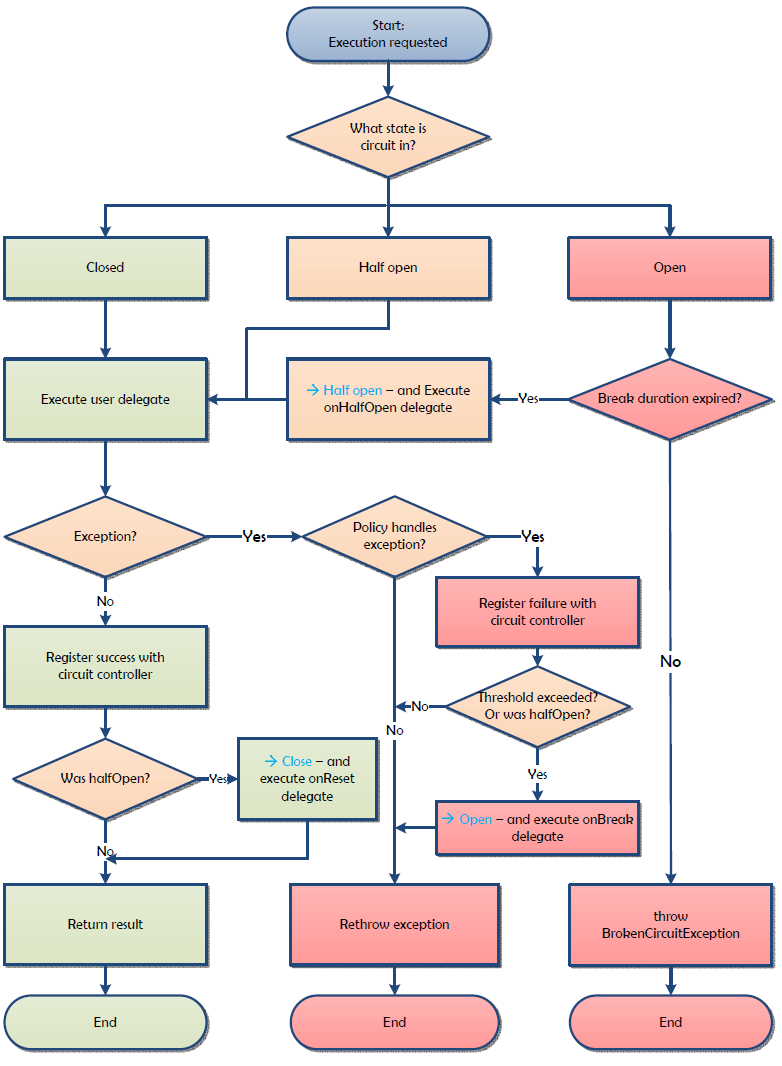 Start:
Execution requested
What state is
circuit in?
Closed
Half open
Open
Execute user delegate
→ Half open – and Execute
onHalfOpen delegate
Yes
Break duration expired?
Exception?
Yes
Policy handles
exception?
Yes
No
Register failure with
circuit controller
Register success with
circuit controller
No
Threshold exceeded?
Or was halfOpen?
No
No
Was halfOpen?
Yes
→ Close – and
execute onReset
delegate
Yes
→ Open – and execute onBreak
delegate
No
Return result
Rethrow exception
throw
BrokenCircuitException
End
End
End